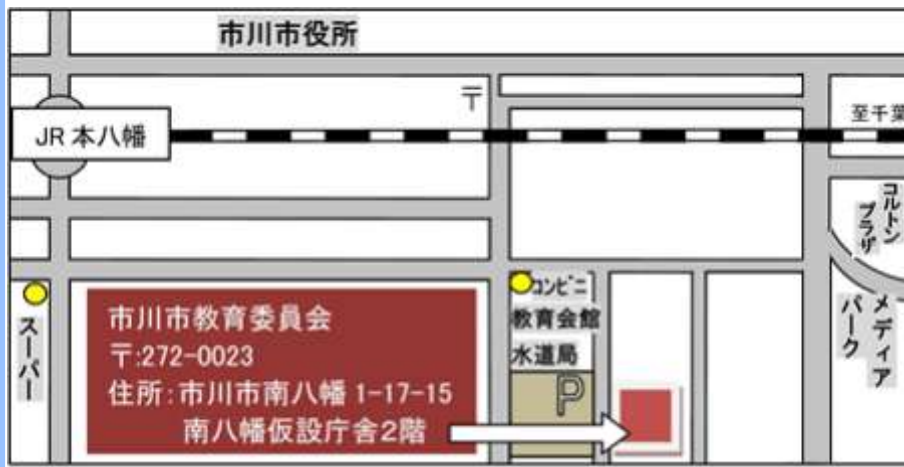 市川市役所
〒
JR 本八幡
至千葉
コルトン
プラザ
コンビニ
教育会館
水道局
P
スーパー
メディア
パーク
市川市教育委員会
〒:272-0023
住所:市川市南八幡 1-17-15
南八幡仮設庁舎2階